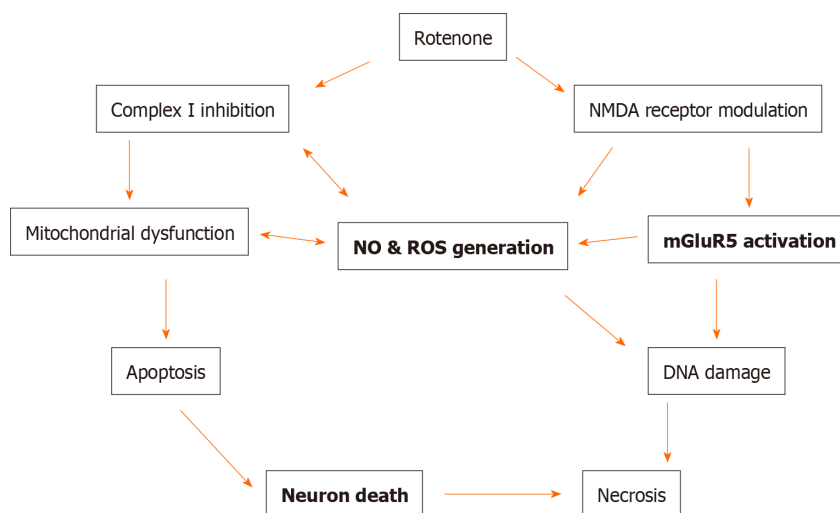 Rotenone
Complex I inhibition
NMDA receptor modulation
Mitochondrial dysfunction
NO & ROS generation
mGluR5 activation
Apoptosis
DNA damage
Neuron death
Necrosis